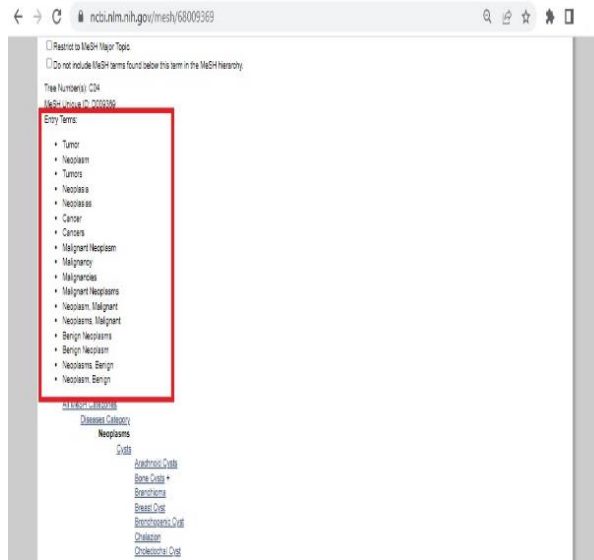 ncbi.nlm.nih.gov/mesh/68009369
Restrict to MeSH Major Topic.
Do not include MeSH terms found below this term in the MeSH hierarchy.
Tree Number(s): C04
MeSH Unique ID: D009369
Entry Terms:
Tumor
Neoplasm
Tumors
Neoplasia
Neoplasias
Cancer
Cancers
Malignant Neoplasm
Malignancy
Malignancies
Malignant Neoplasms
Neoplasm, Malignant
Neoplasms, Malignant
Benign Neoplasms
Benign Neoplasm
Neoplasms, Benign
Neoplasm, Benign
All MeSH Categories
Diseases Category
Neoplasms
Cysts
Arachnoid Cysts
Bone Cysts +
Branchioma
Breast Cyst
Bronchogenic Cyst
Chalazion
Choledochal Cyst